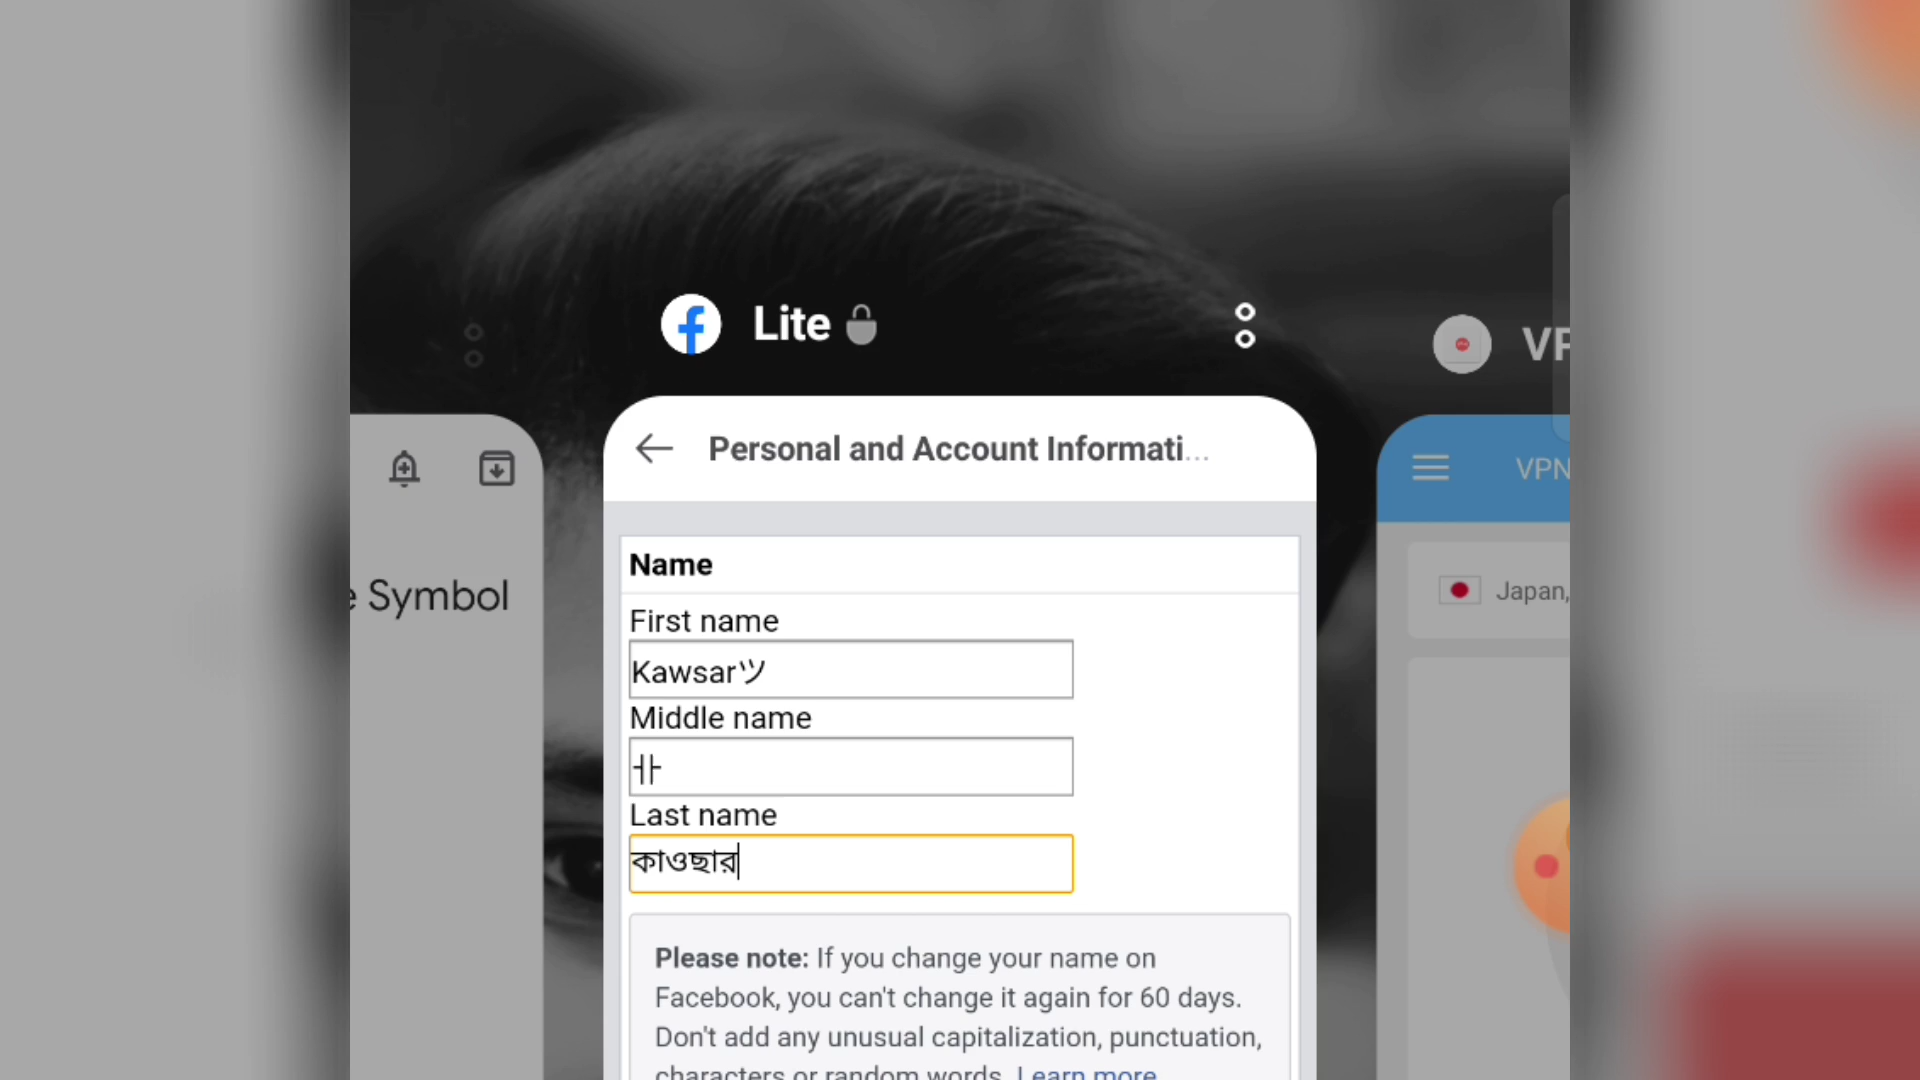 Lite
VP
Personal and Account Informati...
VPN
e Symbol
Japan,
Name
First name
Kawsarツ
Middle name
ㅓㅏ
Last name
কাওছার
Please note: If you change your name on
Facebook, you can't change it again for 60 days.
Don't add any unusual capitalization, punctuation,
characters or random words. Learn more